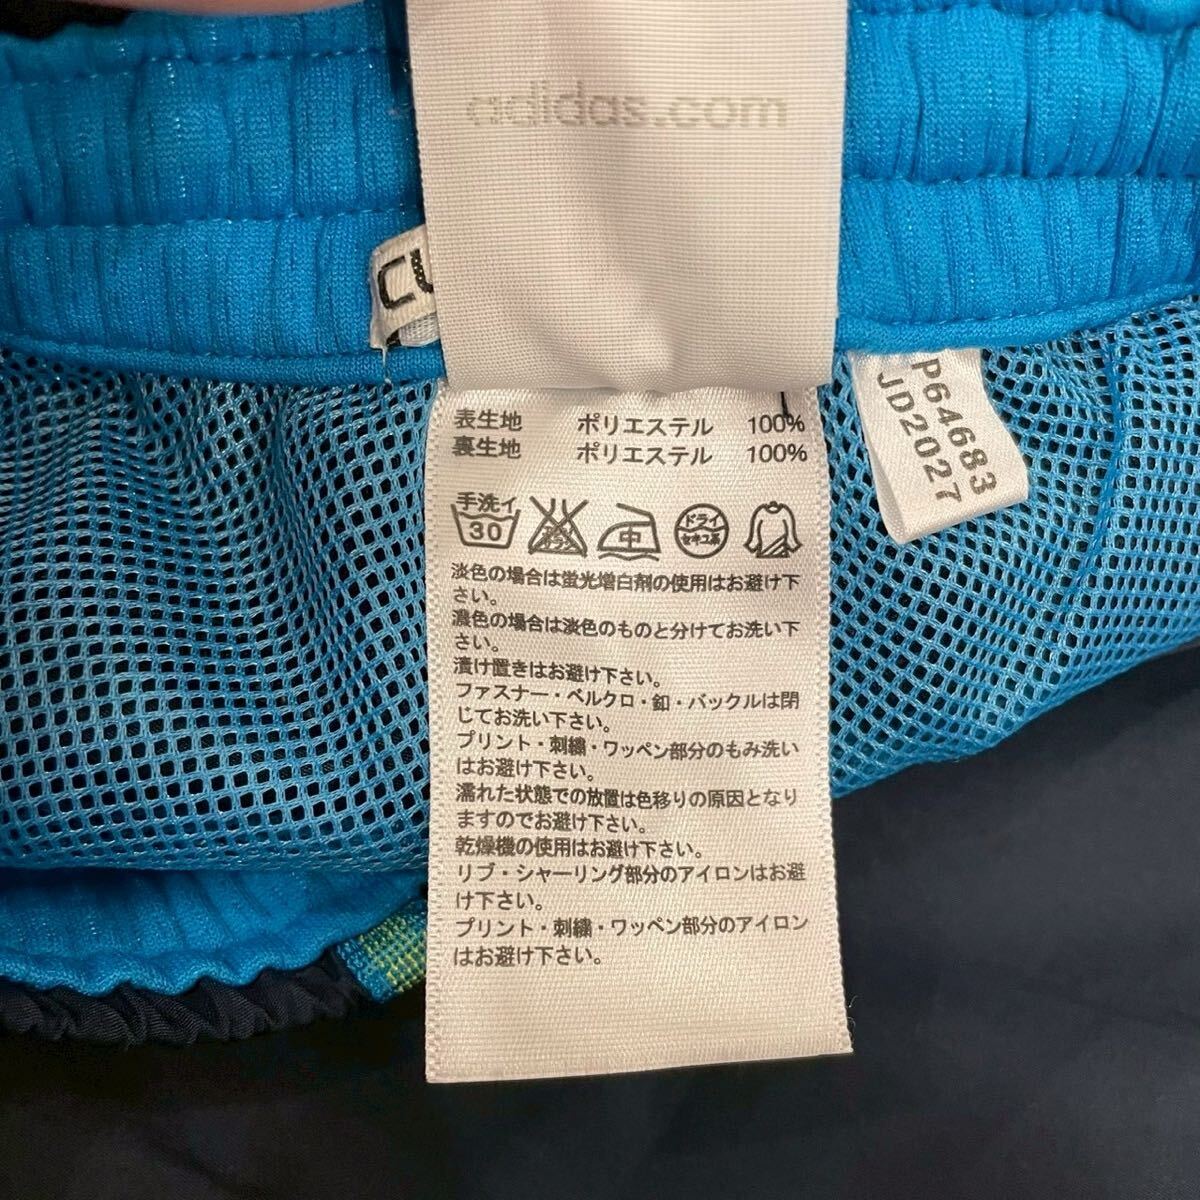 adidas.com
CU
P64683
JD2027
表生地 ポリエステル 100%
裏生地 ポリエステル 100%
手洗イ
30
エンソサラシ
中
ドライ
セキユ系
淡色の場合は蛍光増白剤の使用はお避け下
さい。
濃色の場合は淡色のものと分けてお洗い下
さい。
漬け置きはお避け下さい。
ファスナー・ベルクロ・釦・バックルは閉
じてお洗い下さい。
プリント・刺繍・ワッペン部分のもみ洗い
はお避け下さい。
濡れた状態での放置は色移りの原因となり
ますのでお避け下さい。
乾燥機の使用はお避け下さい。
リブ・シャーリング部分のアイロンはお避
け下さい。
プリント・刺繍・ワッペン部分のアイロン
はお避け下さい。